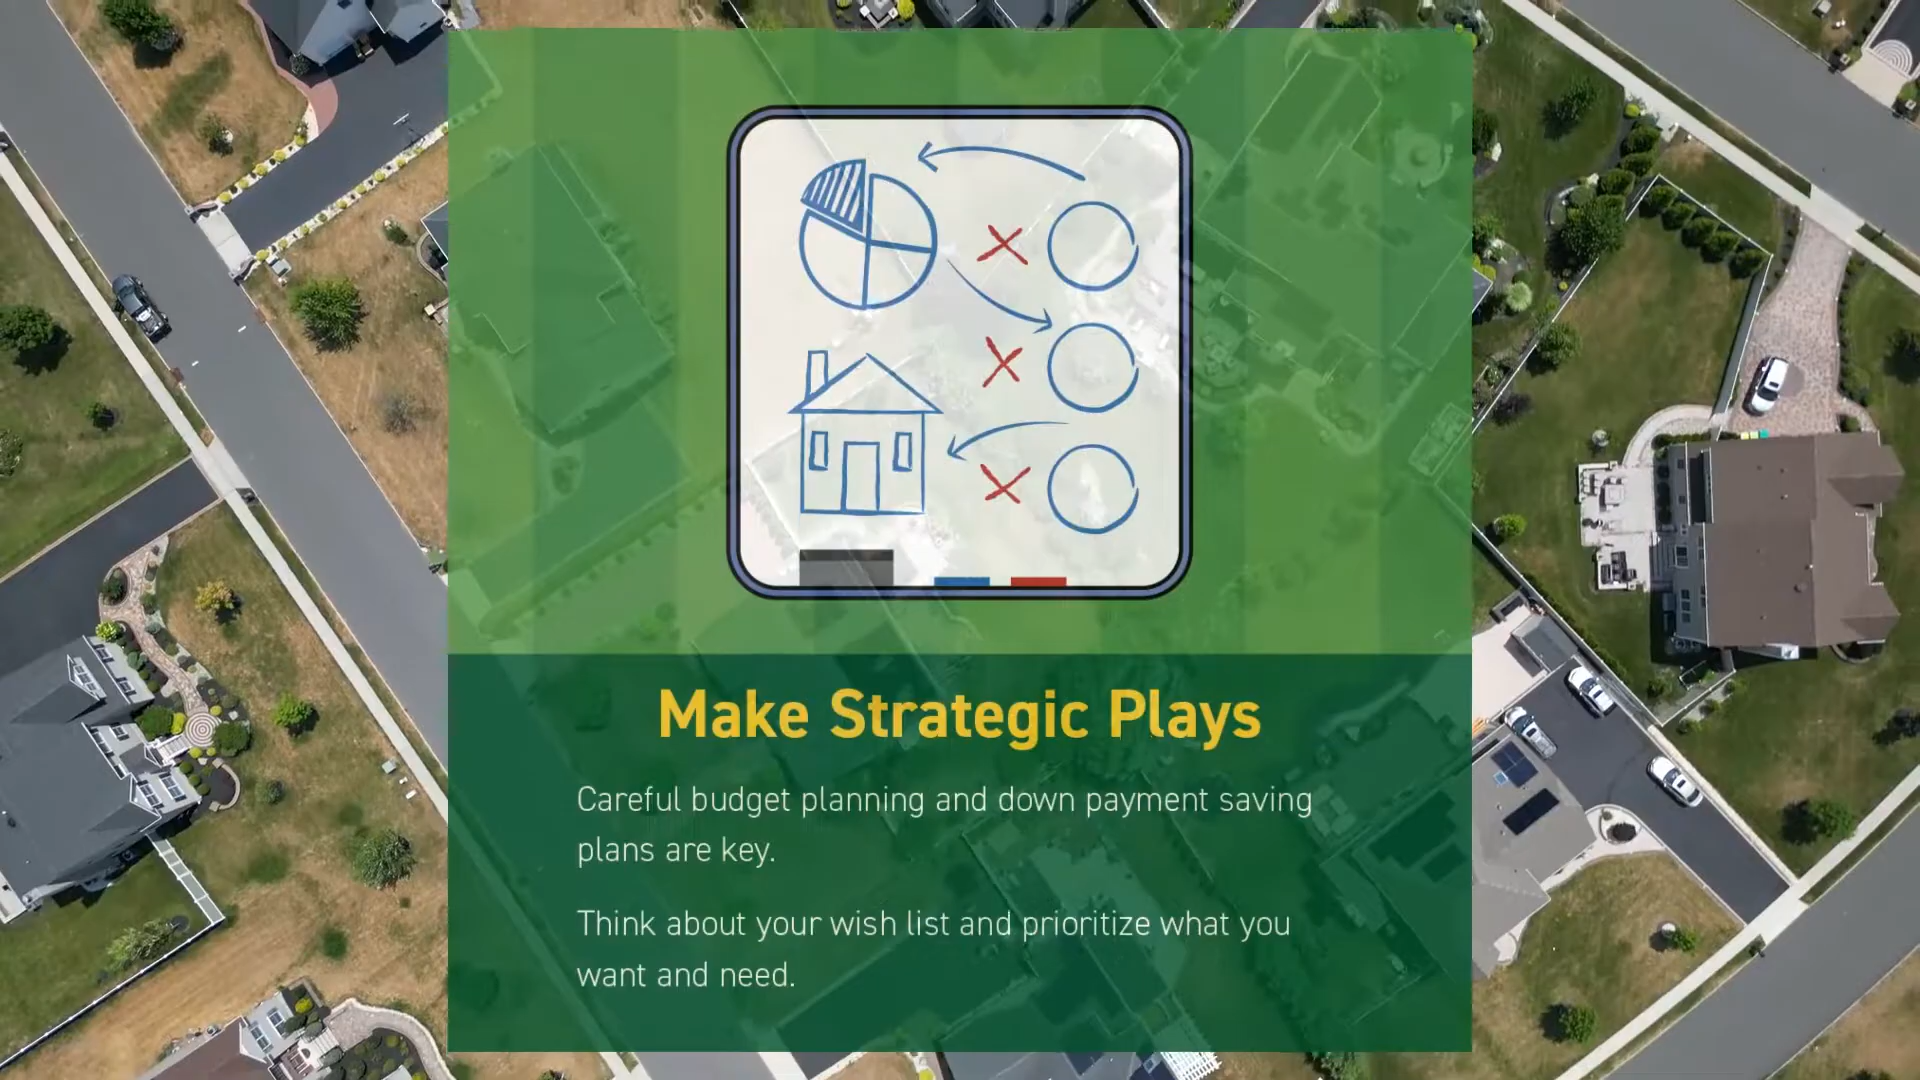 Make Strategic Plays
Careful budget planning and down payment saving
plans are key.
Think about your wish list and prioritize what you
want and need.